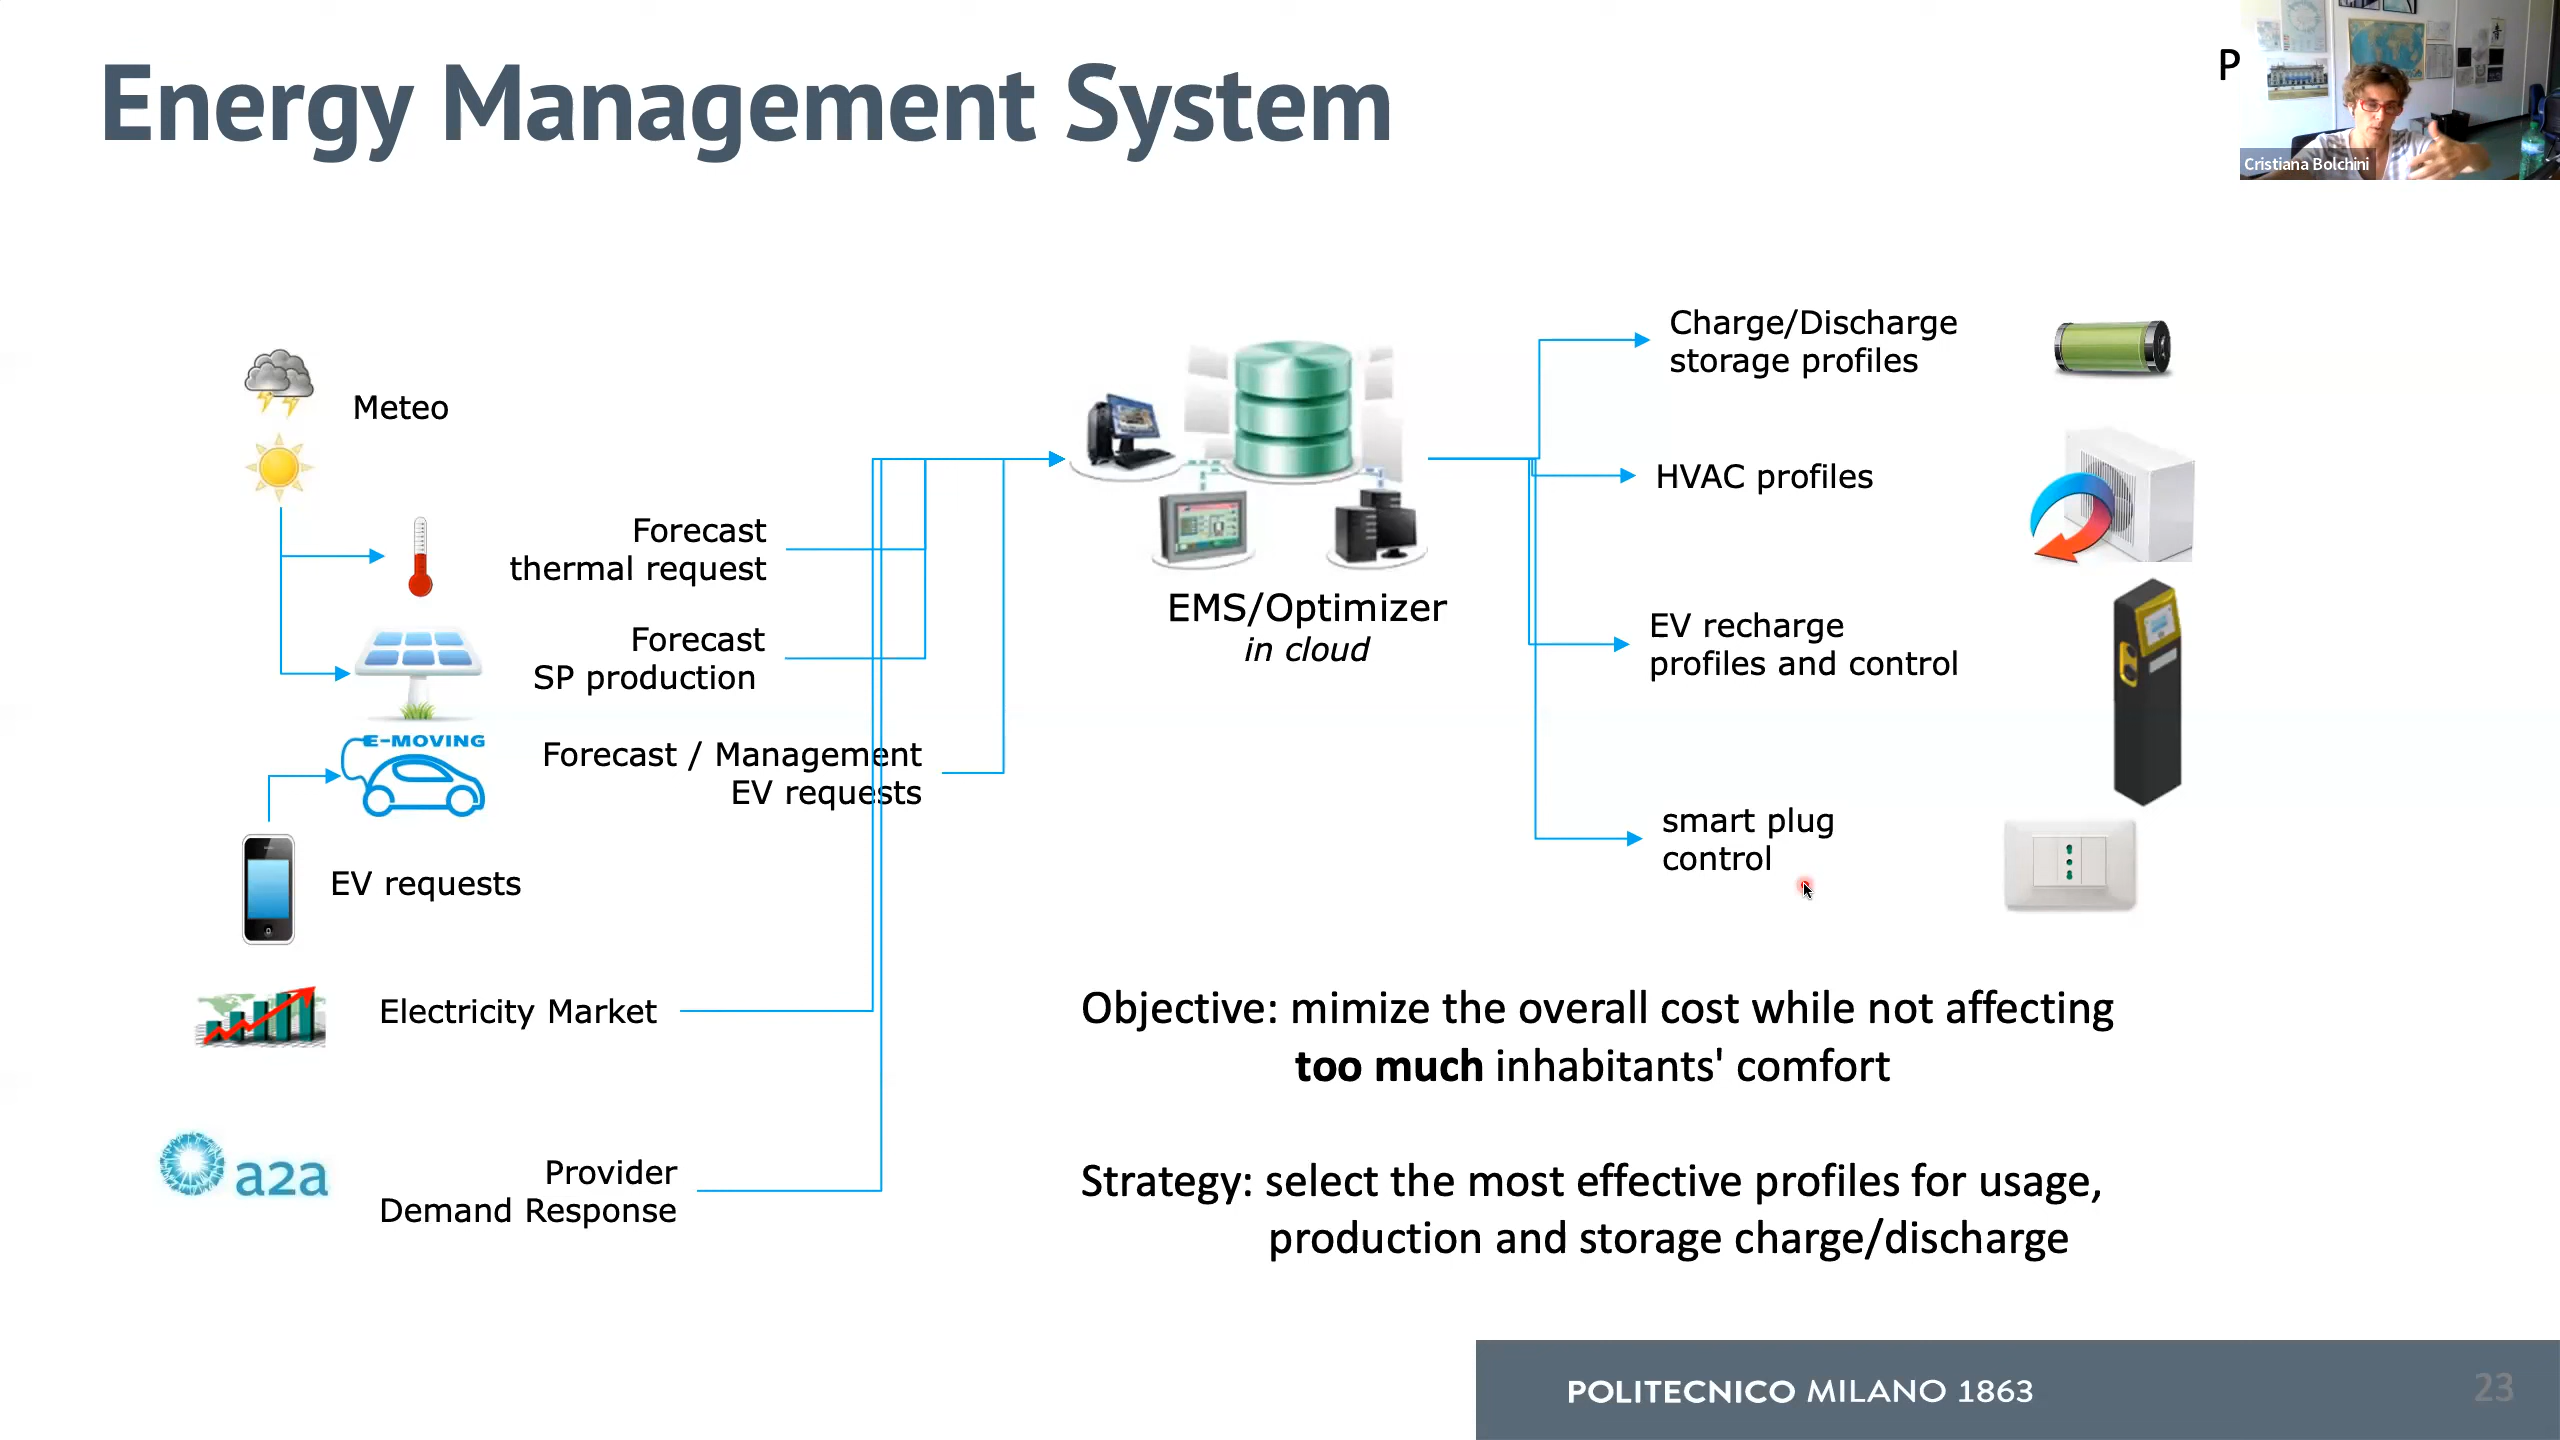 Energy Management System
P
Cristiana Bolchini
Meteo
Forecast
thermal request
Forecast
SP production
E-MOVING
Forecast / Management
EV requests
EV requests
Electricity Market
a2a
Provider
Demand Response
EMS/Optimizer
in cloud
Charge/Discharge
storage profiles
HVAC profiles
EV recharge
profiles and control
smart plug
control
Objective: mimize the overall cost while not affecting
too much inhabitants' comfort
Strategy: select the most effective profiles for usage,
production and storage charge/discharge
POLITECNICO MILANO 1863
23